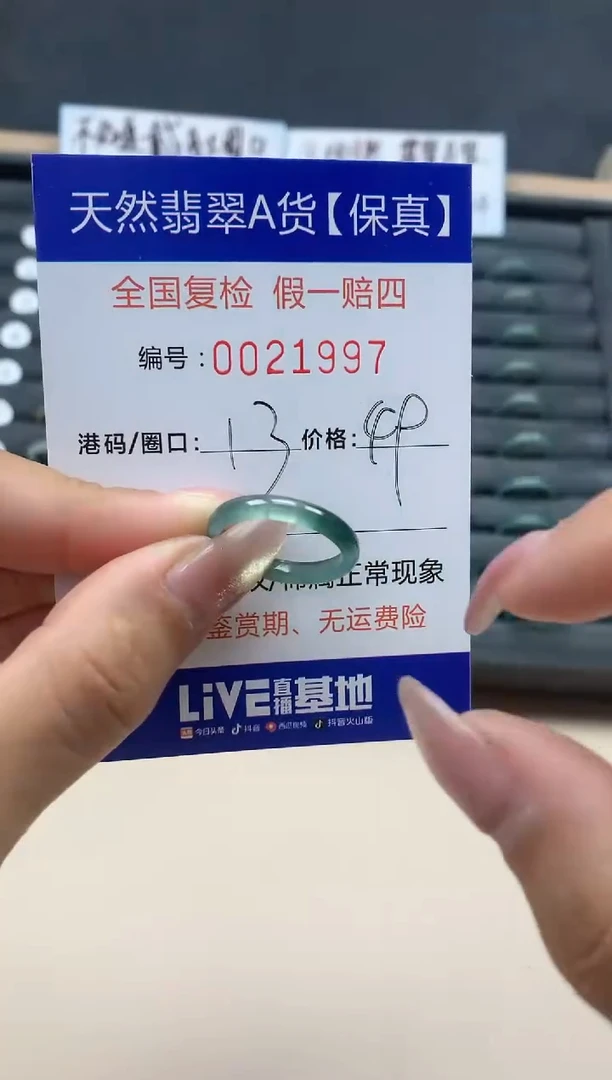 天然翡翠A货【保真】
全国复检 假一赔四
编号:0021997
港码/圈口: 13 价格:
正常现象
鉴赏期、无运费险
LiVE直播基地
今日头条 抖音 西瓜视频 抖音火山版